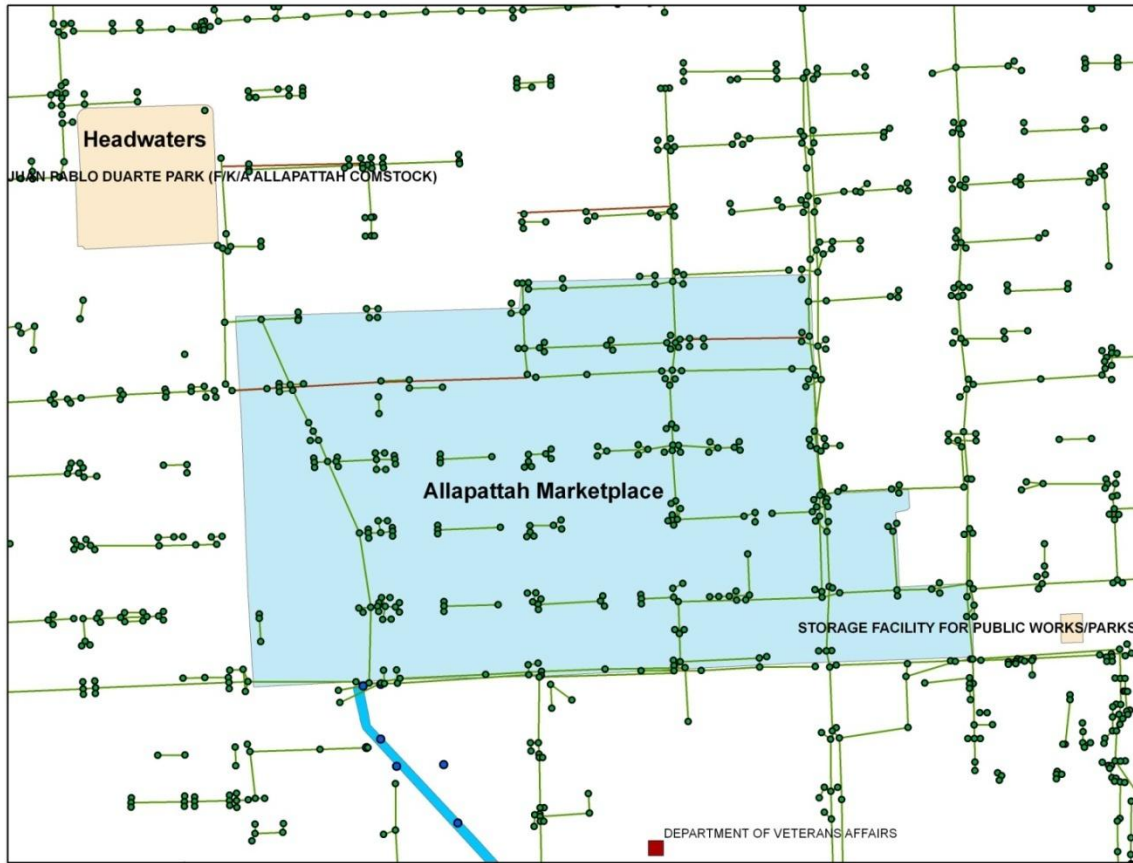 Headwaters
JUAN PABLO DUARTE PARK (F/K/A ALLAPATTAH COMSTOCK)
Allapattah Marketplace
STORAGE FACILITY FOR PUBLIC WORKS/PARKS
DEPARTMENT OF VETERANS AFFAIRS